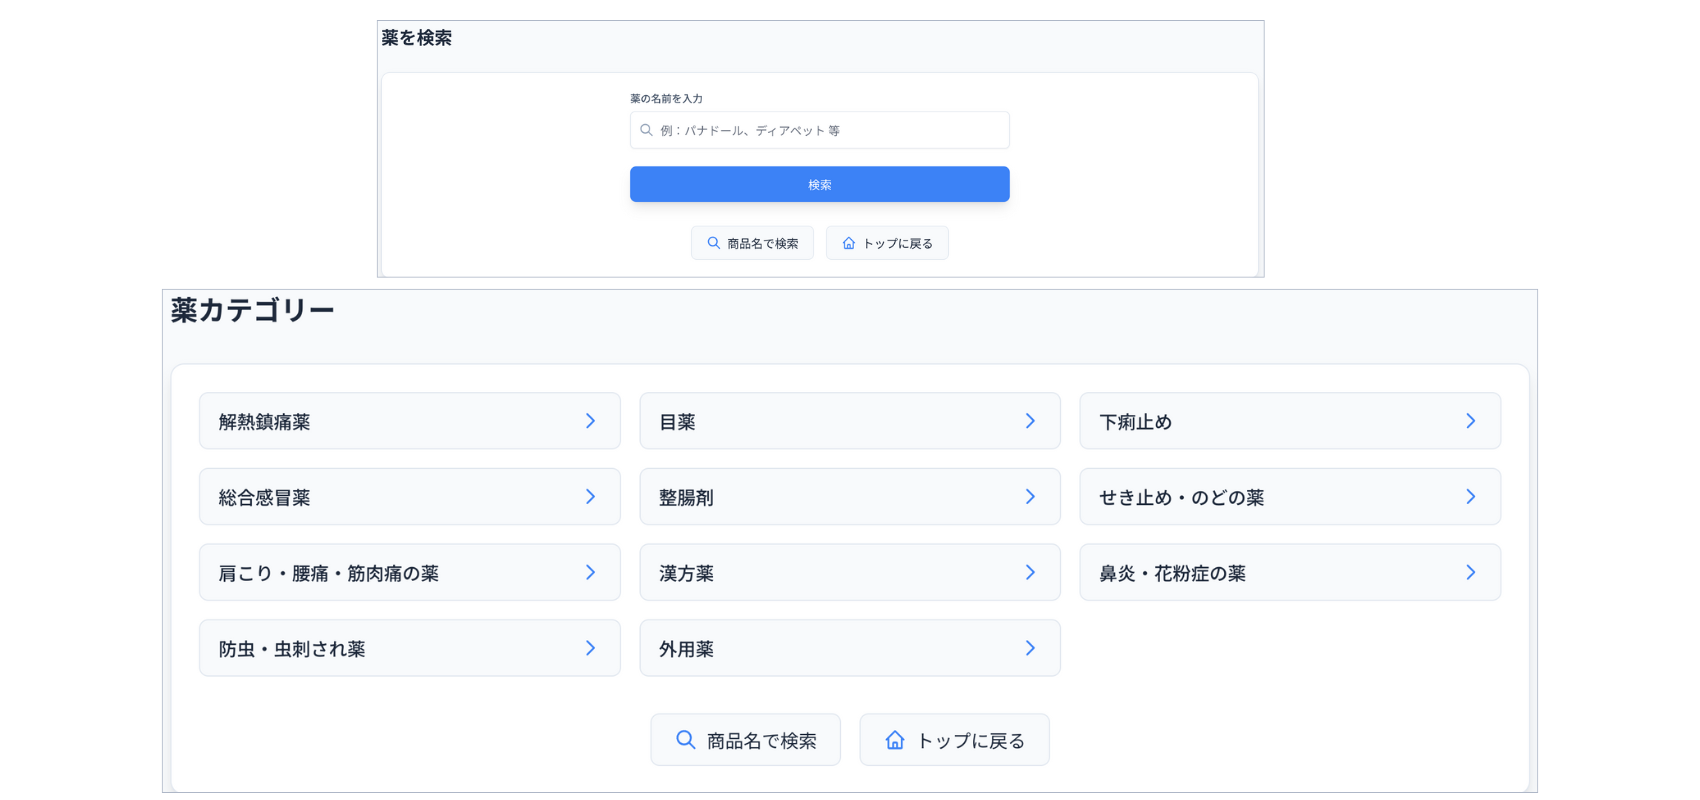 薬を検索
薬の名前を入力
例：パナドール、ディアペット 等
検索
商品名で検索 トップに戻る
薬カテゴリー
解熱鎮痛薬 目薬 下痢止め
総合感冒薬 整腸剤 せき止め・のどの薬
肩こり・腰痛・筋肉痛の薬 漢方薬 鼻炎・花粉症の薬
防虫・虫刺され薬 外用薬
商品名で検索 トップに戻る